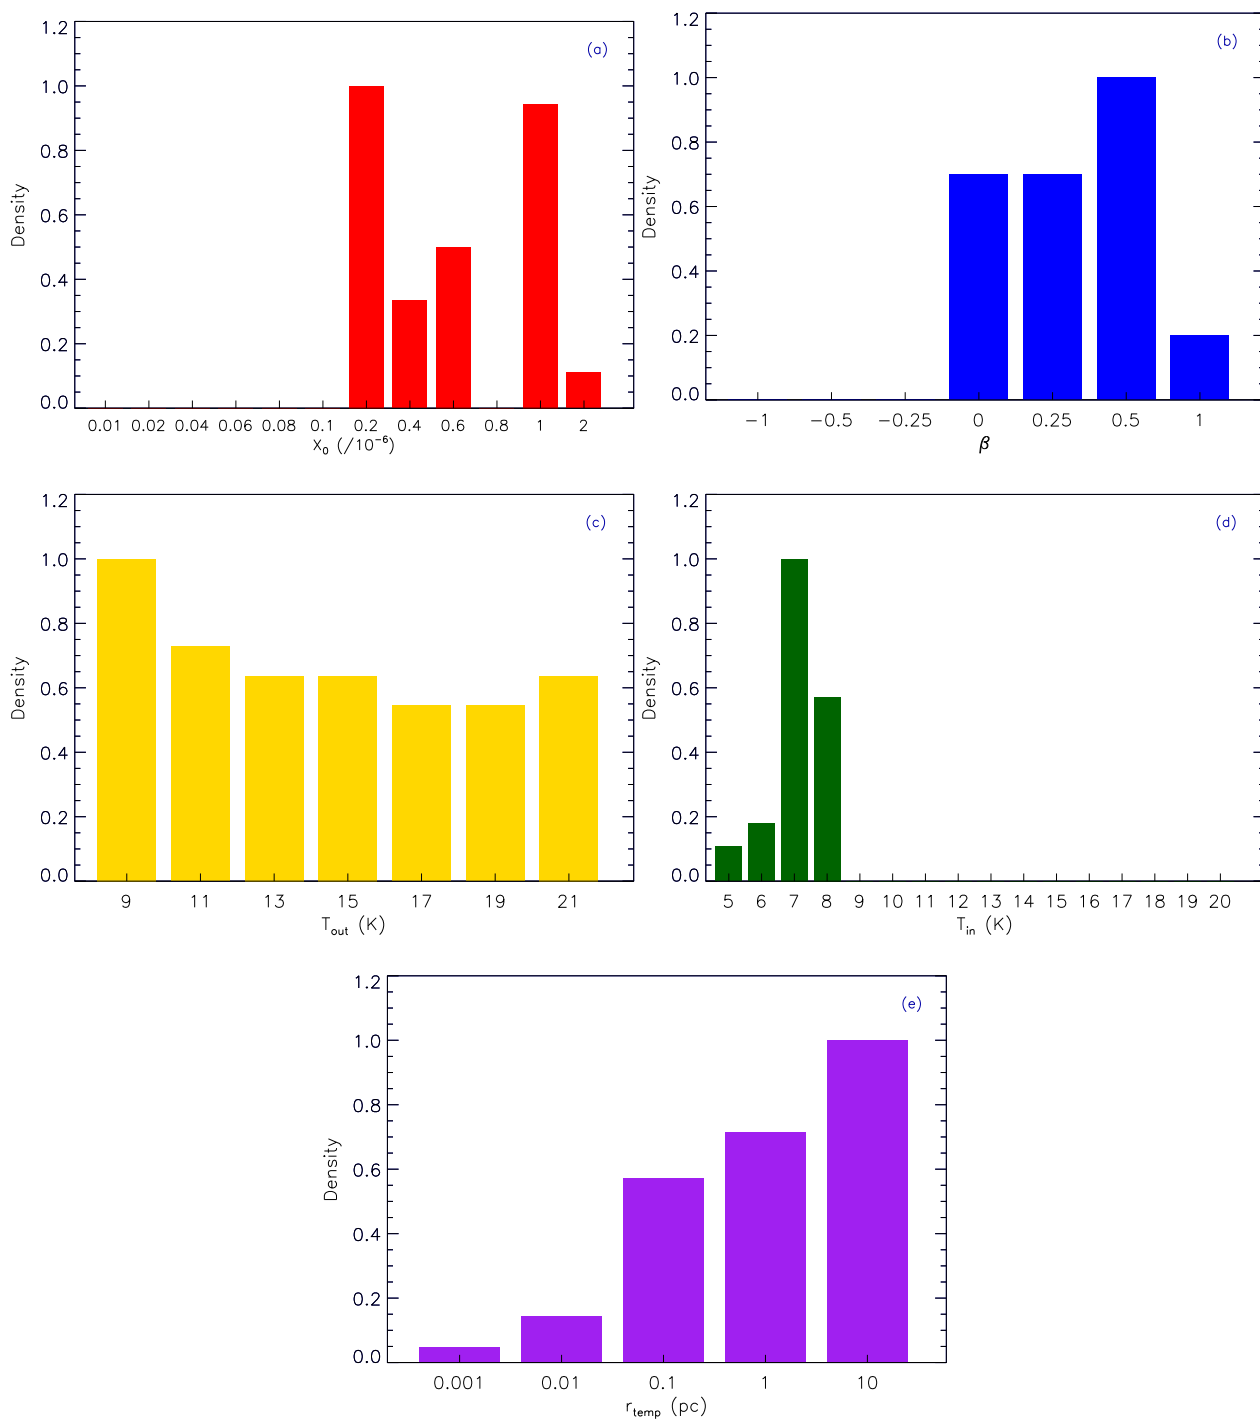 (a)
1.2
1.0
0.8
0.6
0.4
0.2
0.0
Density
0.01 0.02 0.04 0.06 0.08 0.1 0.2 0.4 0.6 0.8 1 2
X₀ (/10⁻⁶)
(b)
1.2
1.0
0.8
0.6
0.4
0.2
0.0
Density
−1 −0.5 −0.25 0 0.25 0.5 1
β
(c)
1.2
1.0
0.8
0.6
0.4
0.2
0.0
Density
9 11 13 15 17 19 21
T_out (K)
(d)
1.2
1.0
0.8
0.6
0.4
0.2
0.0
Density
5 6 7 8 9 10 11 12 13 14 15 16 17 18 19 20
T_in (K)
(e)
1.2
1.0
0.8
0.6
0.4
0.2
0.0
Density
0.001 0.01 0.1 1 10
r_temp (pc)